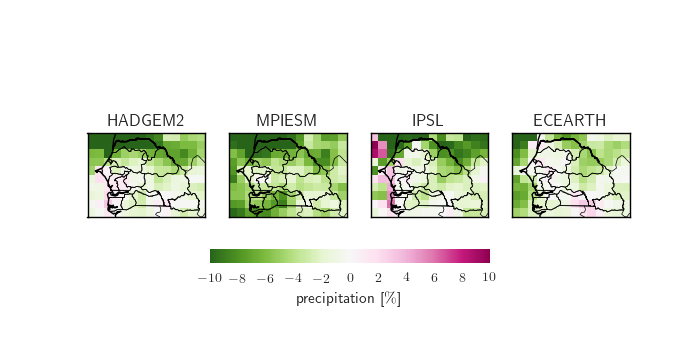 HADGEM2 MPIESM IPSL ECEARTH
−10 −8 −6 −4 −2 0 2 4 6 8 10
precipitation [%]